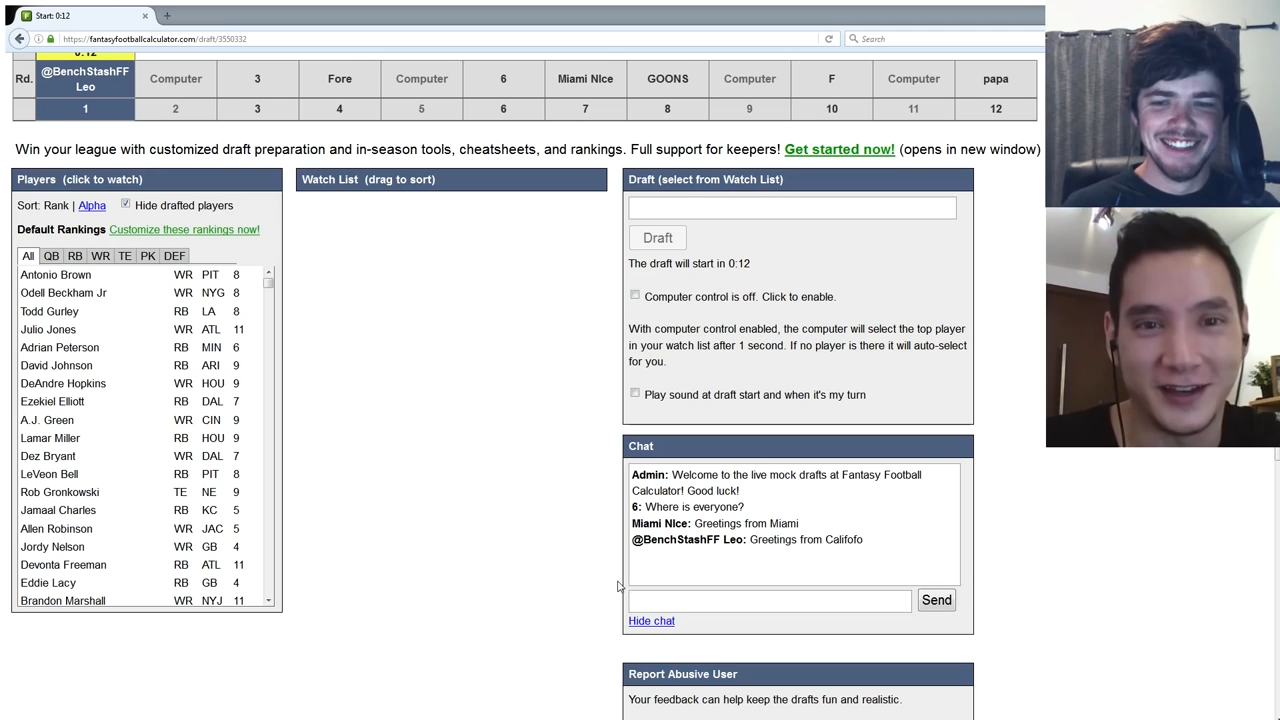 Start: 0:12
https://fantasyfootballcalculator.com/draft/3550332
Search
0:12
Rd. @BenchStashFF Leo Computer 3 Fore Computer 6 Miami NIce GOONS Computer F Computer papa
1 2 3 4 5 6 7 8 9 10 11 12
Win your league with customized draft preparation and in-season tools, cheatsheets, and rankings. Full support for keepers! Get started now! (opens in new window)
Players (click to watch)
Sort: Rank | Alpha Hide drafted players
Default Rankings Customize these rankings now!
All QB RB WR TE PK DEF
Antonio Brown WR PIT 8
Odell Beckham Jr WR NYG 8
Todd Gurley RB LA 8
Julio Jones WR ATL 11
Adrian Peterson RB MIN 6
David Johnson RB ARI 9
DeAndre Hopkins WR HOU 9
Ezekiel Elliott RB DAL 7
A.J. Green WR CIN 9
Lamar Miller RB HOU 9
Dez Bryant WR DAL 7
LeVeon Bell RB PIT 8
Rob Gronkowski TE NE 9
Jamaal Charles RB KC 5
Allen Robinson WR JAC 5
Jordy Nelson WR GB 4
Devonta Freeman RB ATL 11
Eddie Lacy RB GB 4
Brandon Marshall WR NYJ 11
Watch List (drag to sort)
Draft (select from Watch List)
Draft
The draft will start in 0:12
Computer control is off. Click to enable.
With computer control enabled, the computer will select the top player
in your watch list after 1 second. If no player is there it will auto-select
for you.
Play sound at draft start and when it's my turn
Chat
Admin: Welcome to the live mock drafts at Fantasy Football
Calculator! Good luck!
6: Where is everyone?
Miami NIce: Greetings from Miami
@BenchStashFF Leo: Greetings from Califofo
Send
Hide chat
Report Abusive User
Your feedback can help keep the drafts fun and realistic.